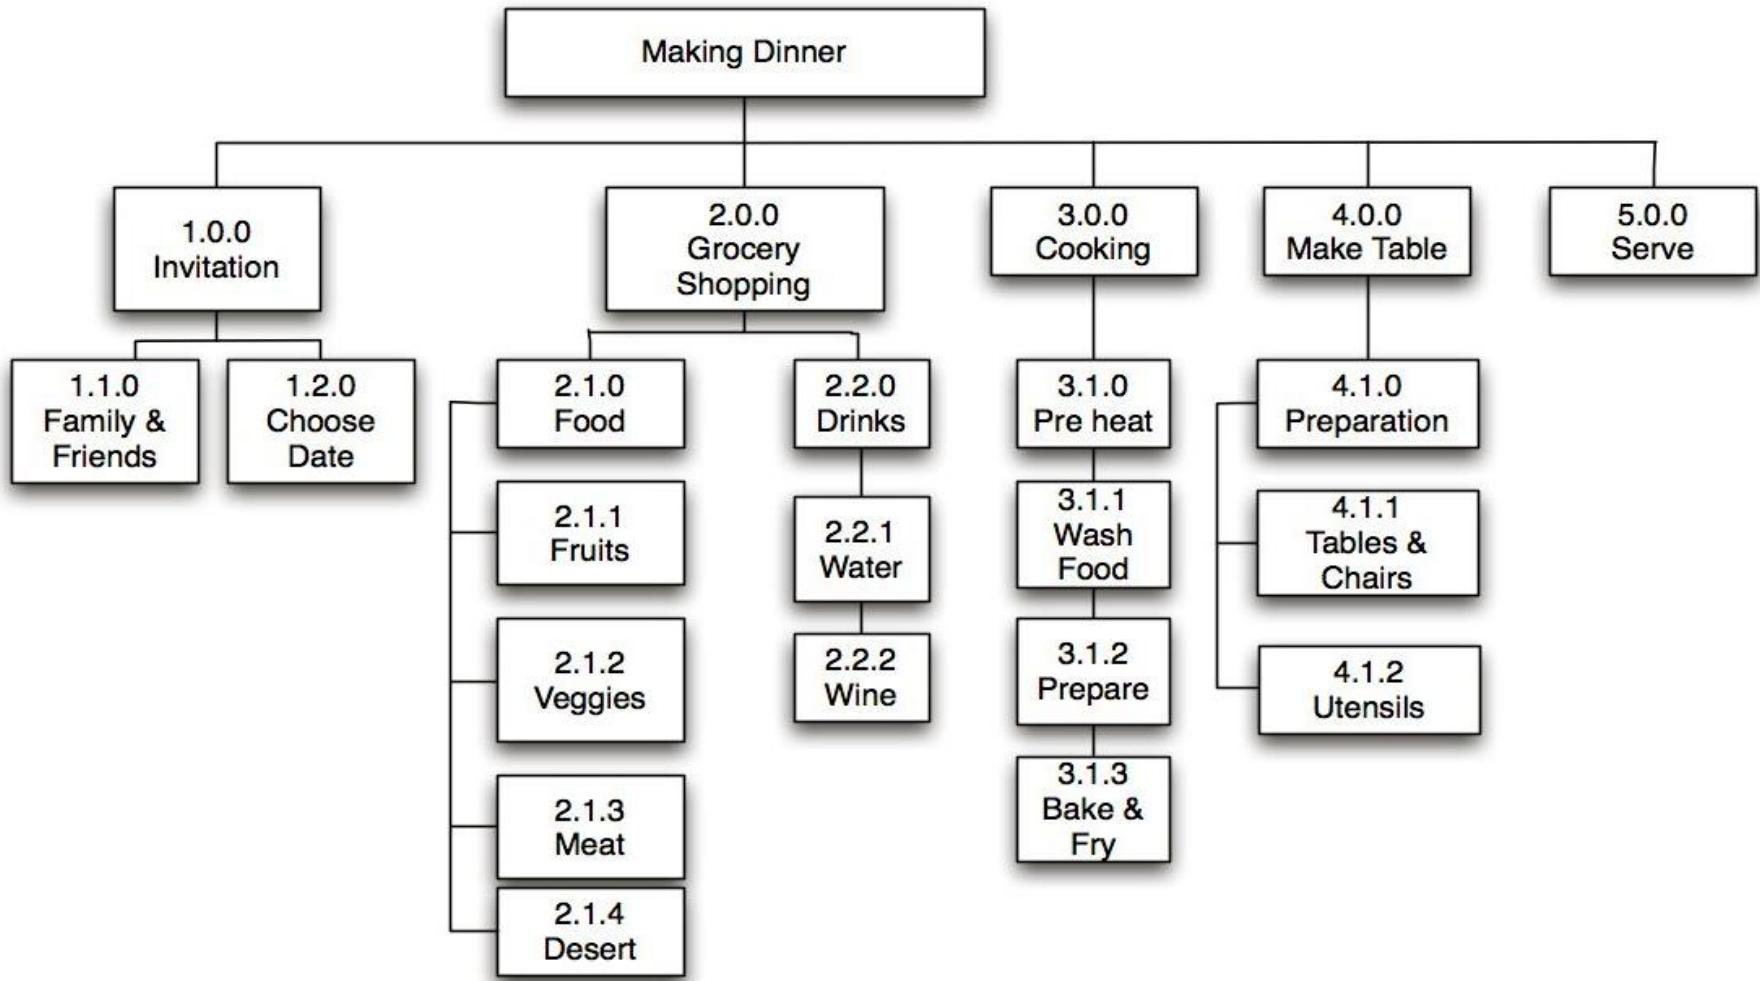 Making Dinner
1.0.0
Invitation
2.0.0
Grocery
Shopping
3.0.0
Cooking
4.0.0
Make Table
5.0.0
Serve
1.1.0
Family &
Friends
1.2.0
Choose
Date
2.1.0
Food
2.1.1
Fruits
2.1.2
Veggies
2.1.3
Meat
2.1.4
Desert
2.2.0
Drinks
2.2.1
Water
2.2.2
Wine
3.1.0
Pre heat
3.1.1
Wash
Food
3.1.2
Prepare
3.1.3
Bake &
Fry
4.1.0
Preparation
4.1.1
Tables &
Chairs
4.1.2
Utensils